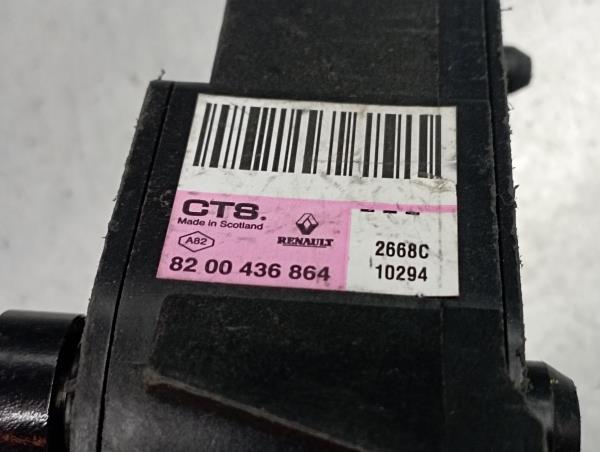 CTS.
Made in Scotland
A82
RENAULT
82 00 436 864
2668C
10294